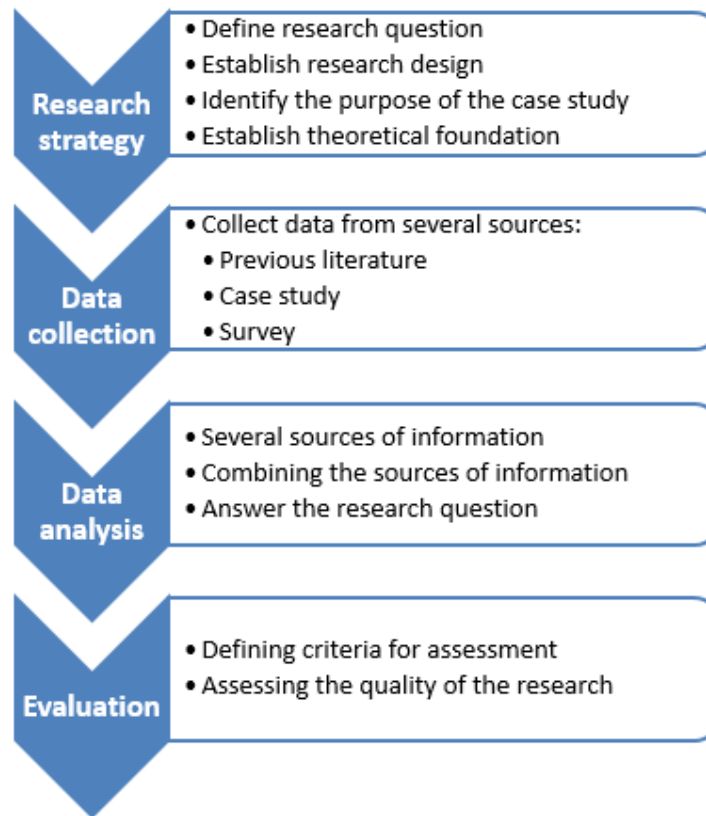 Research
strategy
• Define research question
• Establish research design
• Identify the purpose of the case study
• Establish theoretical foundation
Data
collection
• Collect data from several sources:
• Previous literature
• Case study
• Survey
Data
analysis
• Several sources of information
• Combining the sources of information
• Answer the research question
Evaluation
• Defining criteria for assessment
• Assessing the quality of the research